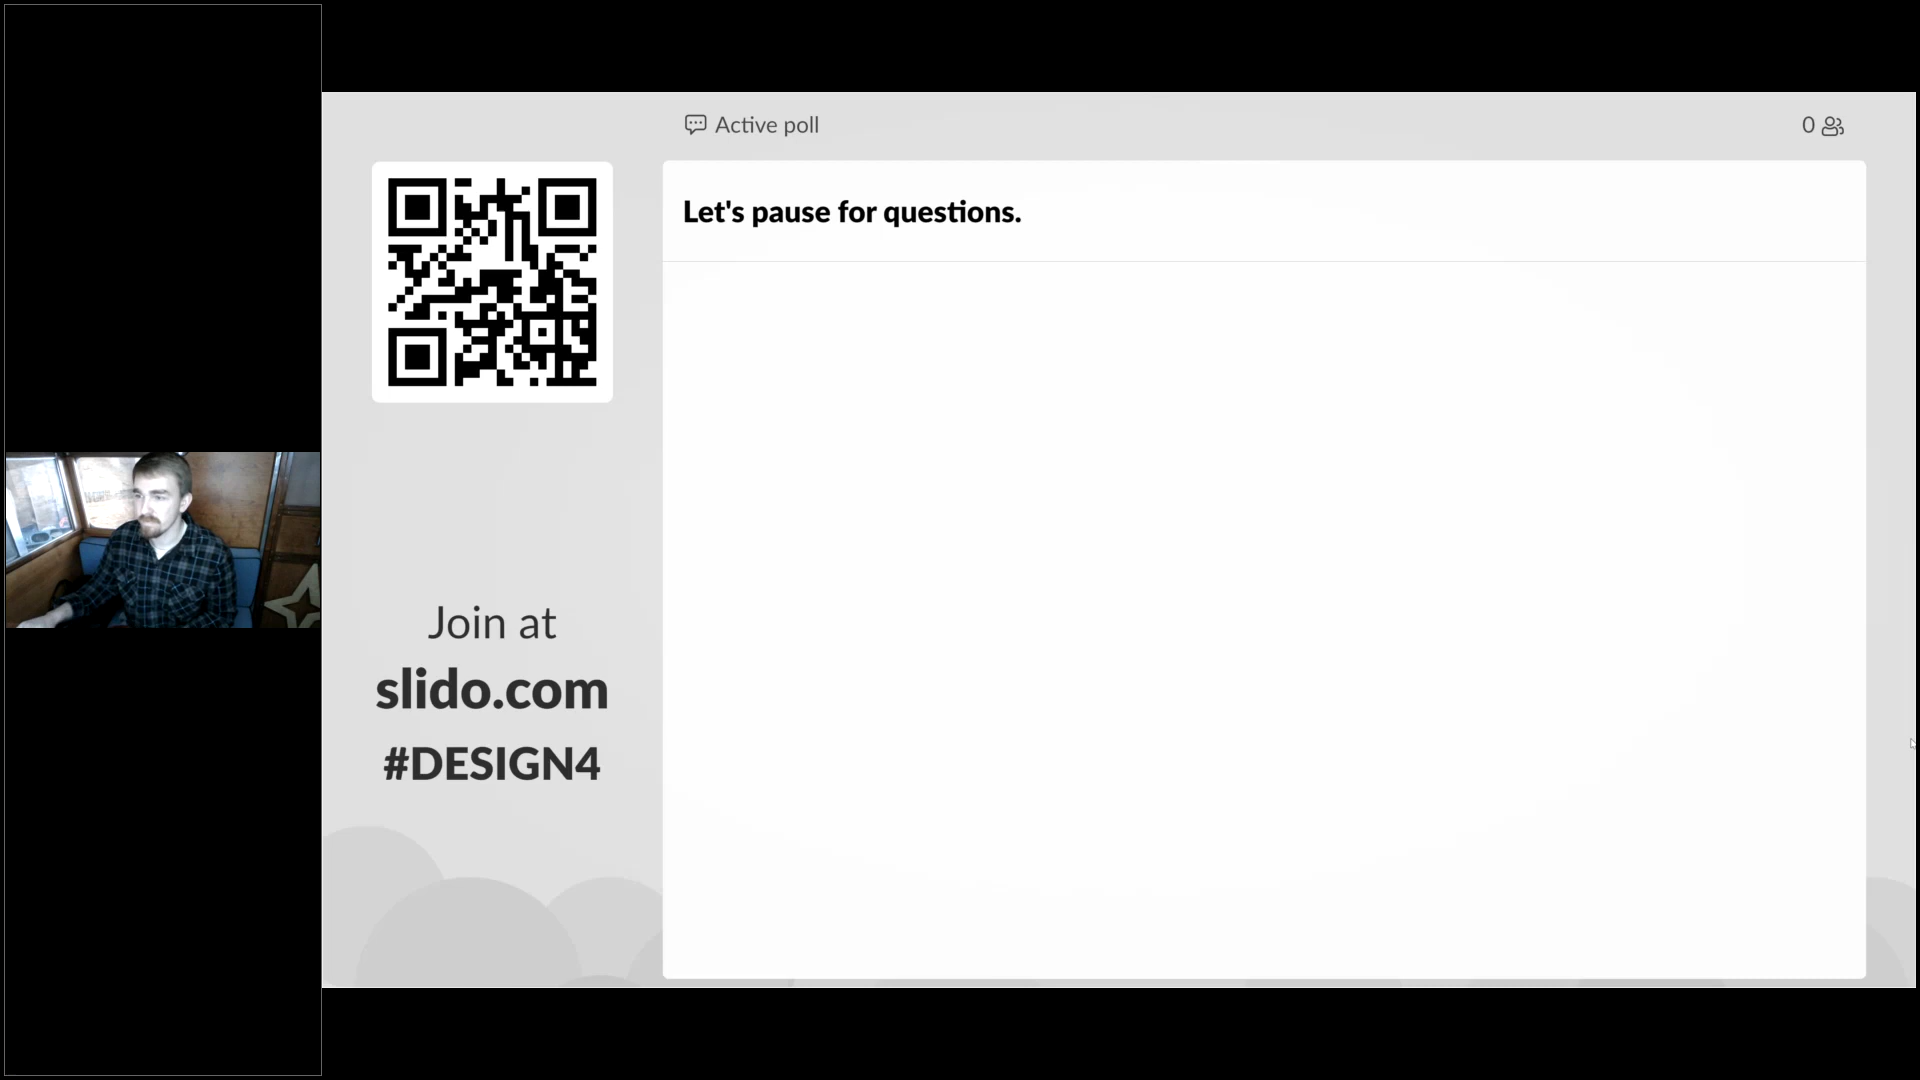 Active poll
0
Let's pause for questions.
Join at
slido.com
#DESIGN4